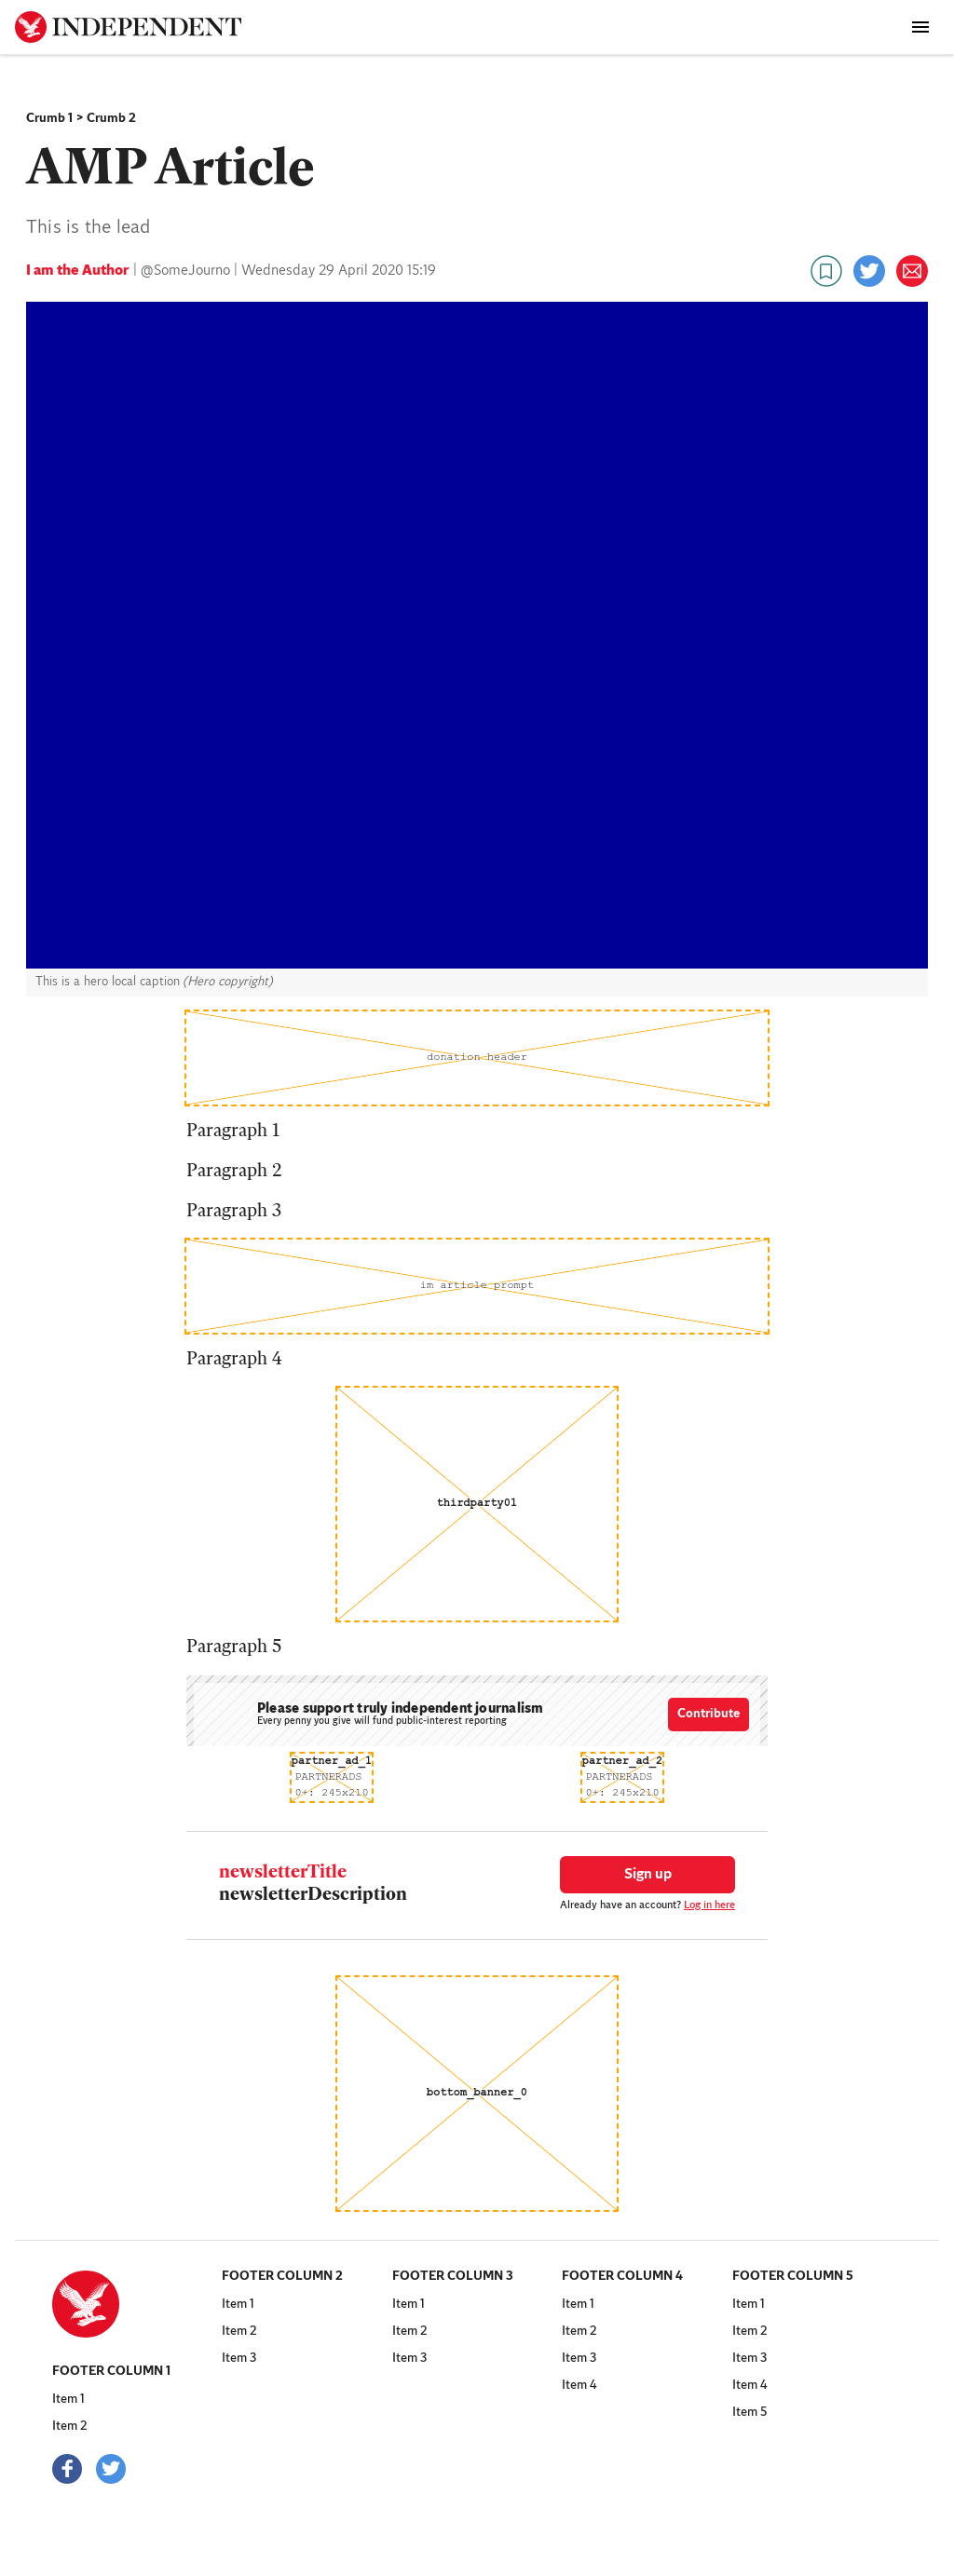 INDEPENDENT
Crumb 1 > Crumb 2
AMP Article
This is the lead
I am the Author | @SomeJourno | Wednesday 29 April 2020 15:19
This is a hero local caption (Hero copyright)
donation header
Paragraph 1
Paragraph 2
Paragraph 3
im article prompt
Paragraph 4
thirdparty01
Paragraph 5
Please support truly independent journalism
Every penny you give will fund public-interest reporting
Contribute
partner_ad_1
PARTNERADS
0+: 245x210
partner_ad_2
PARTNERADS
0+: 245x210
newsletterTitle
newsletterDescription
Sign up
Already have an account? Log in here
bottom_banner_0
FOOTER COLUMN 1
Item 1
Item 2
FOOTER COLUMN 2
Item 1
Item 2
Item 3
FOOTER COLUMN 3
Item 1
Item 2
Item 3
FOOTER COLUMN 4
Item 1
Item 2
Item 3
Item 4
FOOTER COLUMN 5
Item 1
Item 2
Item 3
Item 4
Item 5